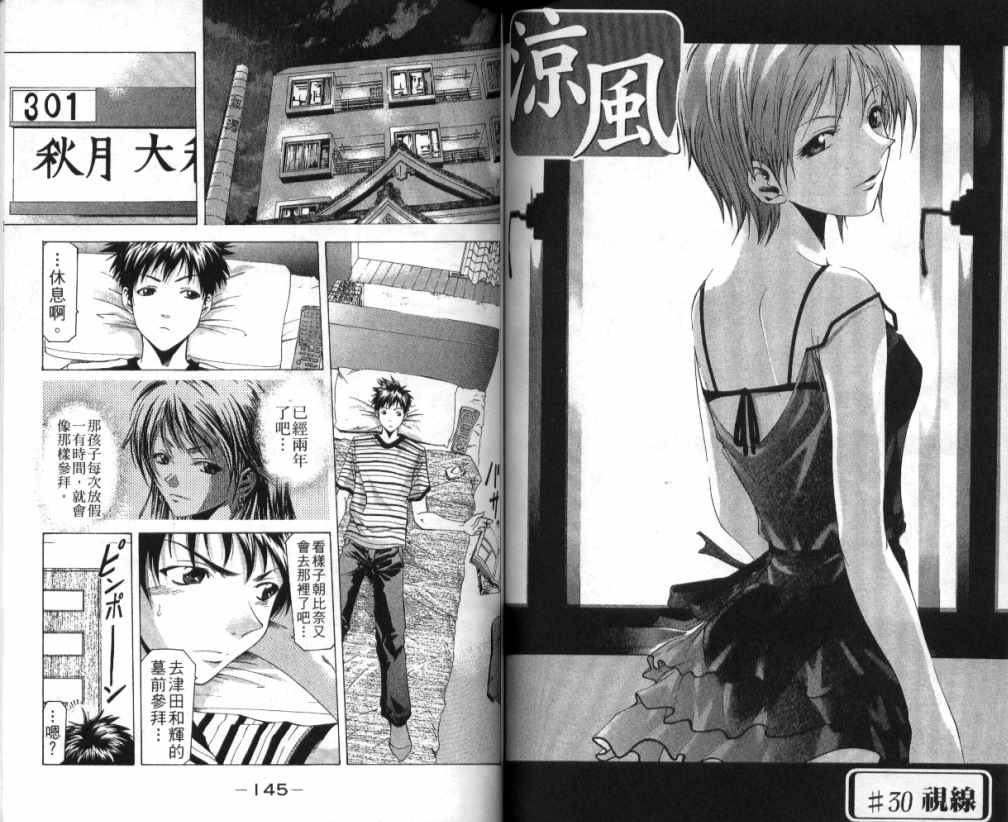 涼風
#30 視線
301
秋月 大
極湯
バサッ
…休息啊。
已經兩年
了吧…
那孩子每次放假
一有時間，就會
像那樣參拜。
看樣子朝比奈又
會去那裡了吧…
去津田和輝的
墓前參拜…
ピンポーン
…嗯?
－145－